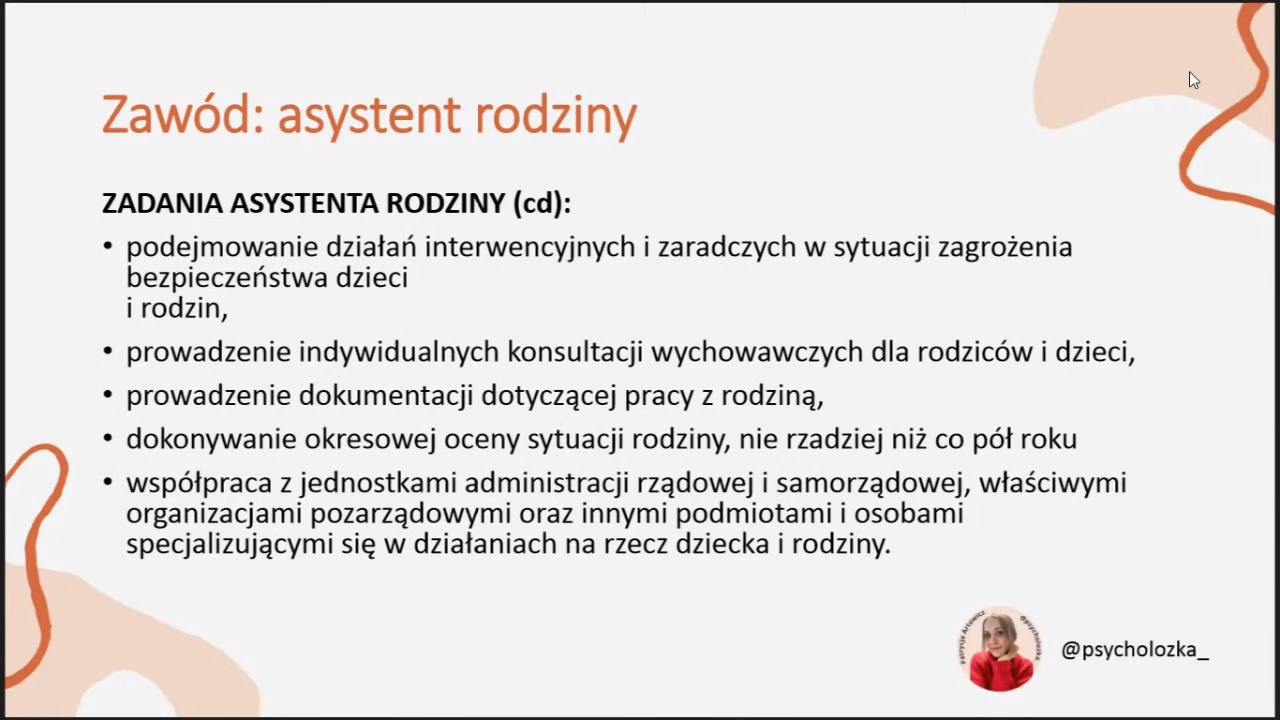 Zawód: asystent rodziny
ZADANIA ASYSTENTA RODZINY (cd):
• podejmowanie działań interwencyjnych i zaradczych w sytuacji zagrożenia
bezpieczeństwa dzieci
i rodzin,
• prowadzenie indywidualnych konsultacji wychowawczych dla rodziców i dzieci,
• prowadzenie dokumentacji dotyczącej pracy z rodziną,
• dokonywanie okresowej oceny sytuacji rodziny, nie rzadziej niż co pół roku
• współpraca z jednostkami administracji rządowej i samorządowej, właściwymi
organizacjami pozarządowymi oraz innymi podmiotami i osobami
specjalizującymi się w działaniach na rzecz dziecka i rodziny.
Patrycja Artowicz
@psycholozka_
@psycholozka_